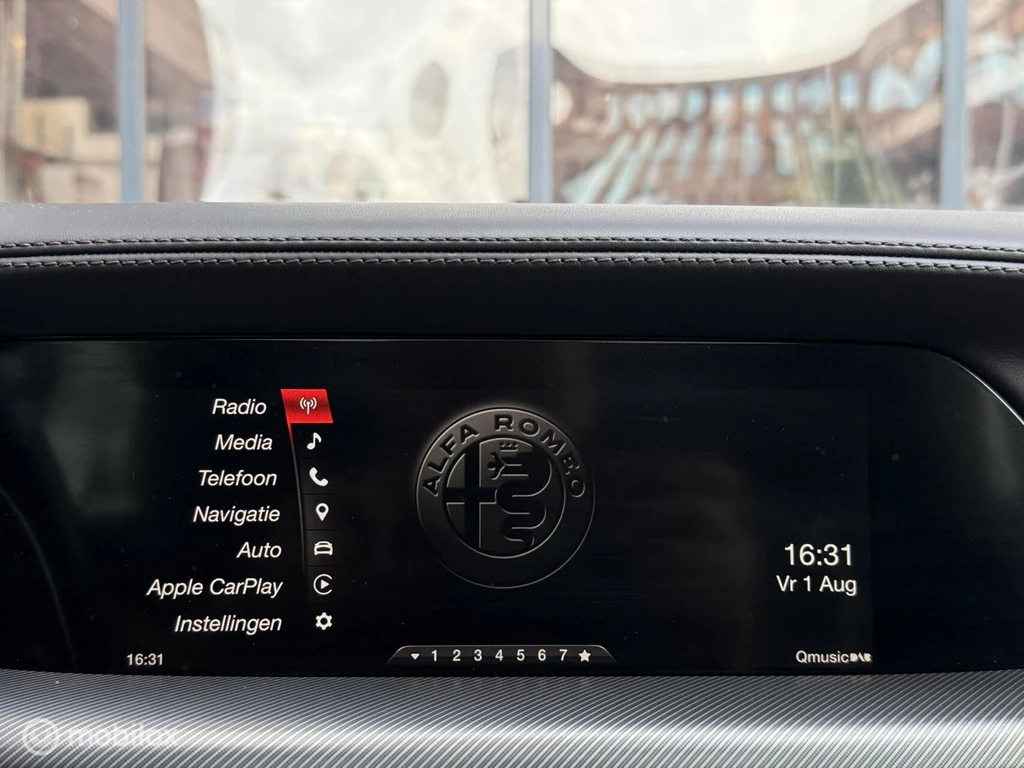 Radio
Media
Telefoon
Navigatie
Auto
Apple CarPlay
Instellingen
16:31
ALFA ROMEO
1 2 3 4 5 6 7
16:31
Vr 1 Aug
Qmusic DAB
mobilox